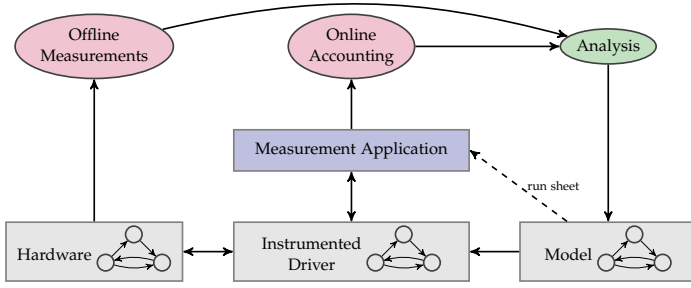 Offline
Measurements
Online
Accounting
Analysis
Measurement Application
run sheet
Hardware
Instrumented
Driver
Model